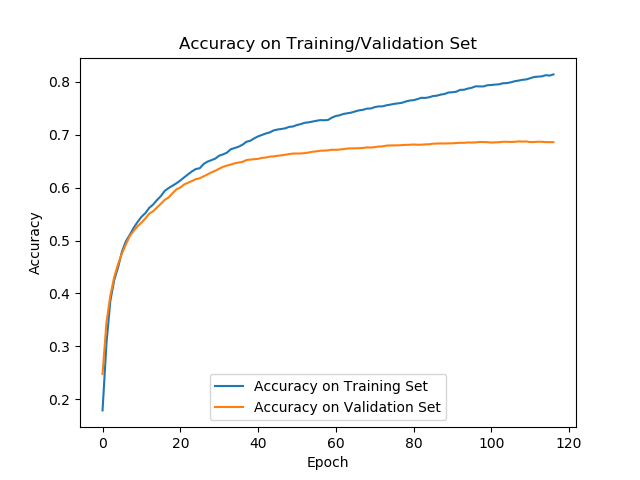 Accuracy on Training/Validation Set
0.8
0.7
0.6
0.5
0.4
0.3
0.2
Accuracy
Accuracy on Training Set
Accuracy on Validation Set
0 20 40 60 80 100 120
Epoch